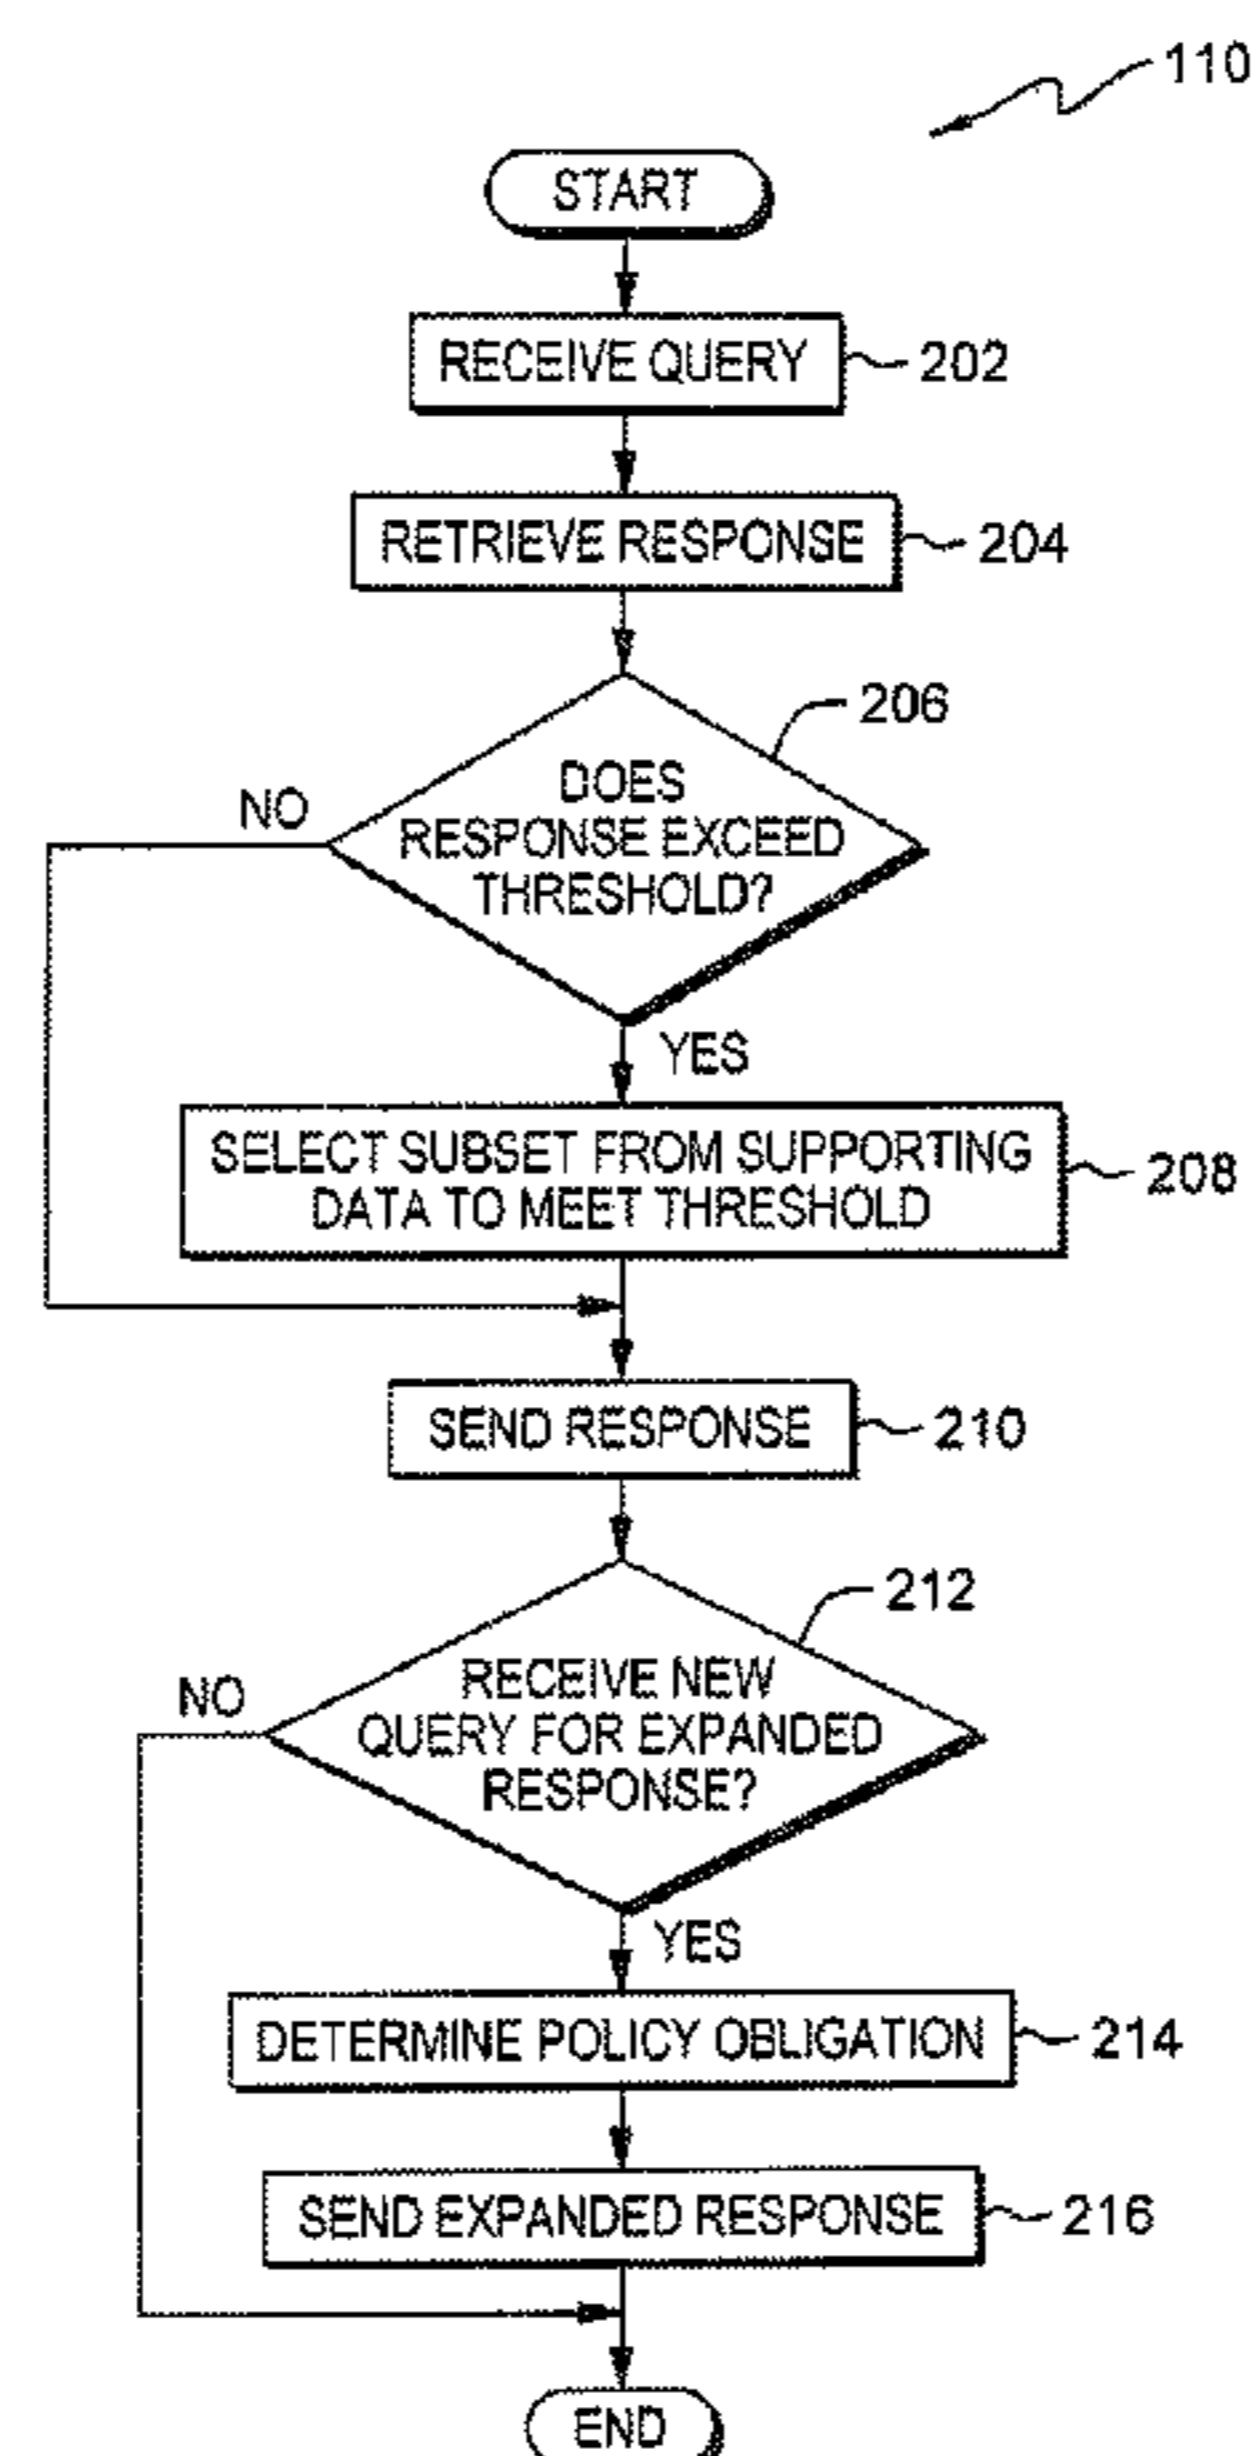 110
START
RECEIVE QUERY
202
RETRIEVE RESPONSE
204
206
DOES
RESPONSE EXCEED
THRESHOLD?
NO
YES
SELECT SUBSET FROM SUPPORTING
DATA TO MEET THRESHOLD
208
SEND RESPONSE
210
212
RECEIVE NEW
QUERY FOR EXPANDED
RESPONSE?
NO
YES
DETERMINE POLICY OBLIGATION
214
SEND EXPANDED RESPONSE
216
END